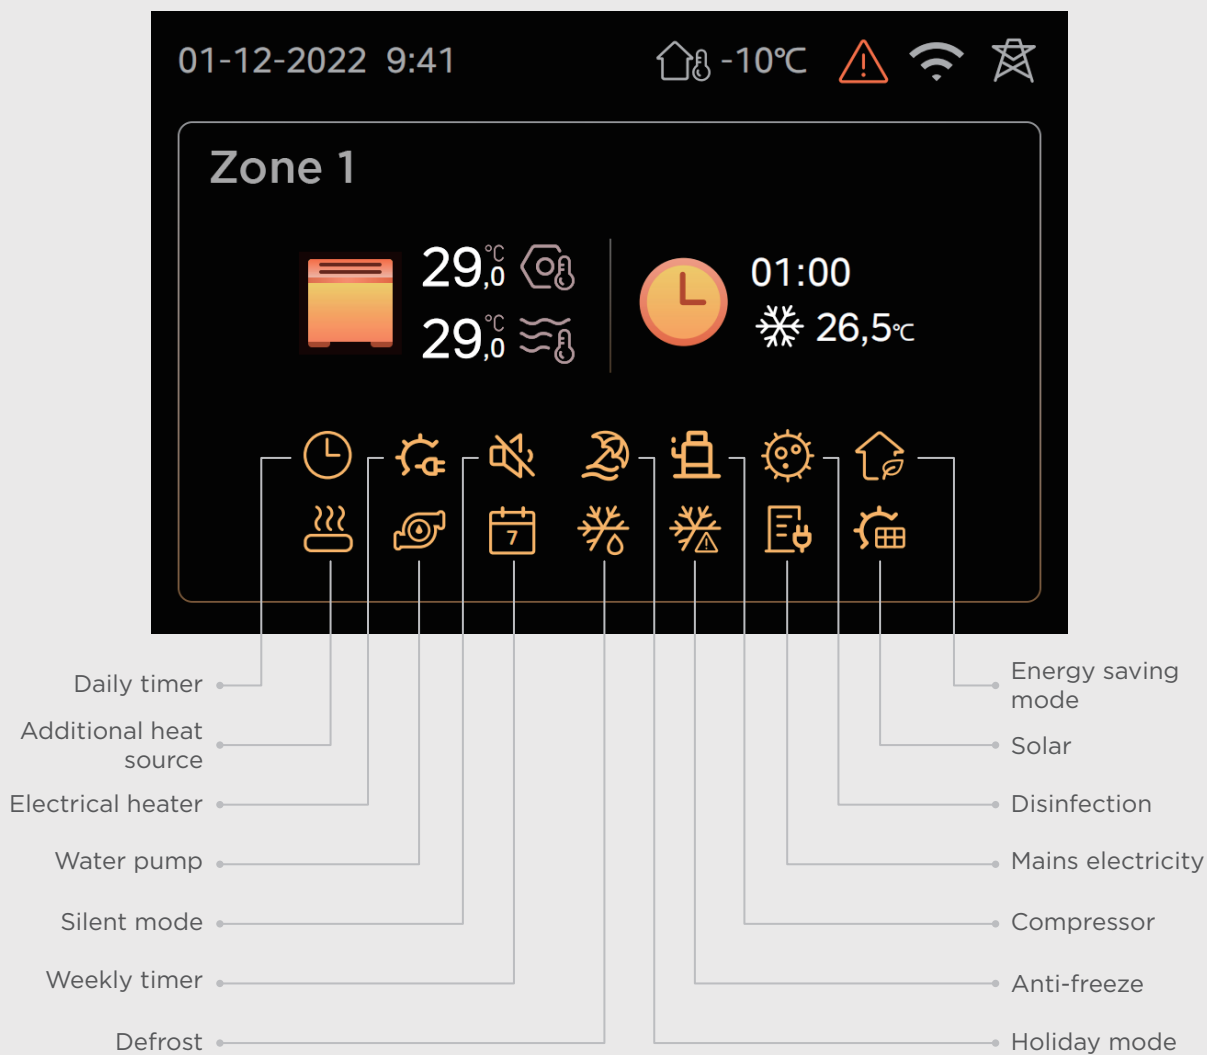 01-12-2022 9:41
-10℃
Zone 1
29,0 °C
29,0 °C
01:00
26,5℃
7
Daily timer
Additional heat
source
Electrical heater
Water pump
Silent mode
Weekly timer
Defrost
Energy saving
mode
Solar
Disinfection
Mains electricity
Compressor
Anti-freeze
Holiday mode